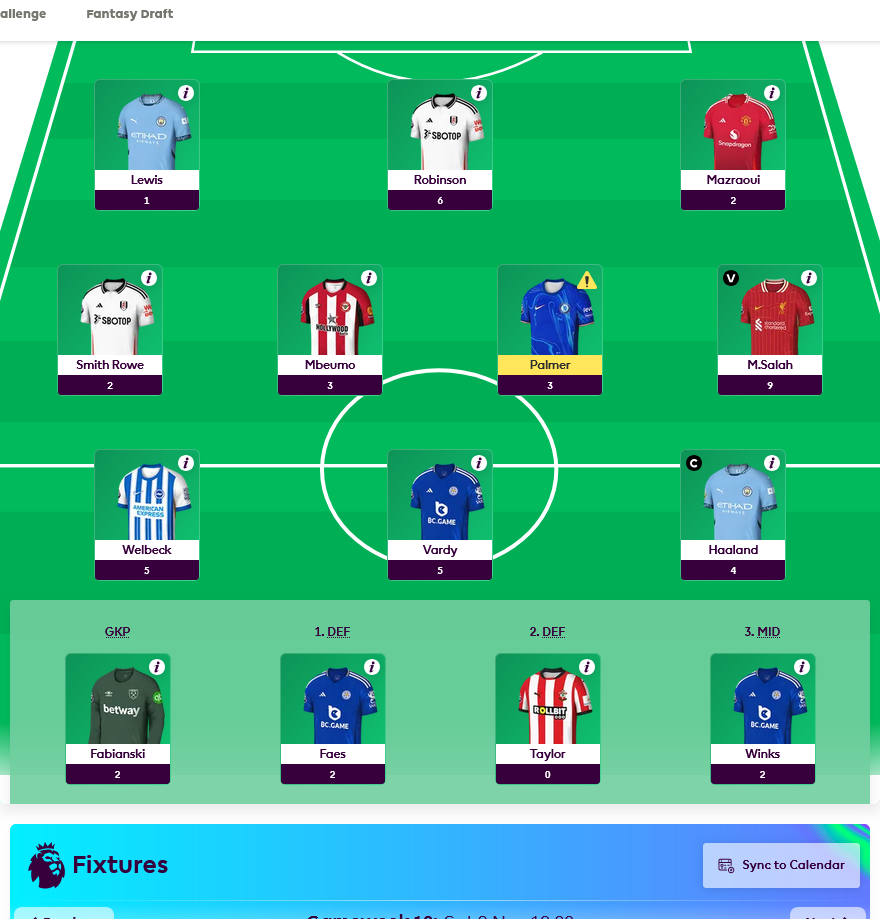 allenge Fantasy Draft
Lewis Robinson Mazraoui
1 6 2
Smith Rowe Mbeumo Palmer M.Salah
2 3 3 9
Welbeck Vardy Haaland
5 5 4
GKP 1. DEF 2. DEF 3. MID
Fabianski Faes Taylor Winks
2 2 0 2
Fixtures
Sync to Calendar